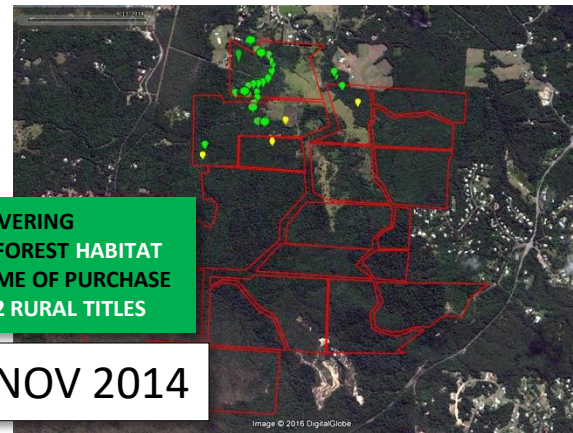 VERING
FOREST HABITAT
ME OF PURCHASE
2 RURAL TITLES
NOV 2014
Image © 2016 DigitalGlobe